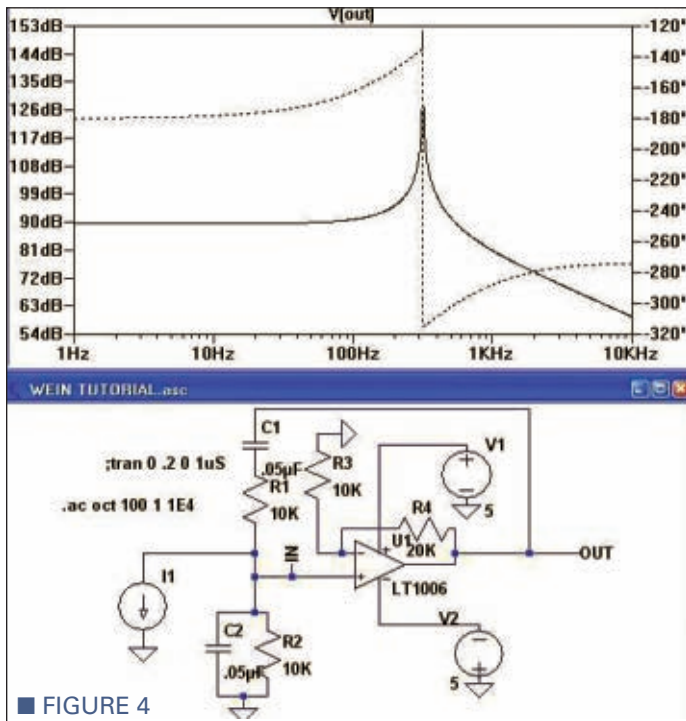 V[out]
153dB
144dB
135dB
126dB
117dB
108dB
99dB
90dB
81dB
72dB
63dB
54dB
-120°
-140°
-160°
-180°
-200°
-220°
-240°
-260°
-280°
-300°
-320°
1Hz 10Hz 100Hz 1KHz 10KHz
WEIN TUTORIAL.asc
C1
.05µF
;tran 0 .2 0 1uS
R1
10K
.ac oct 100 1 1E4
R3
10K
V1
5
R4
20K
U1
LT1006
IN
OUT
I1
C2
.05µF
R2
10K
V2
5
■ FIGURE 4